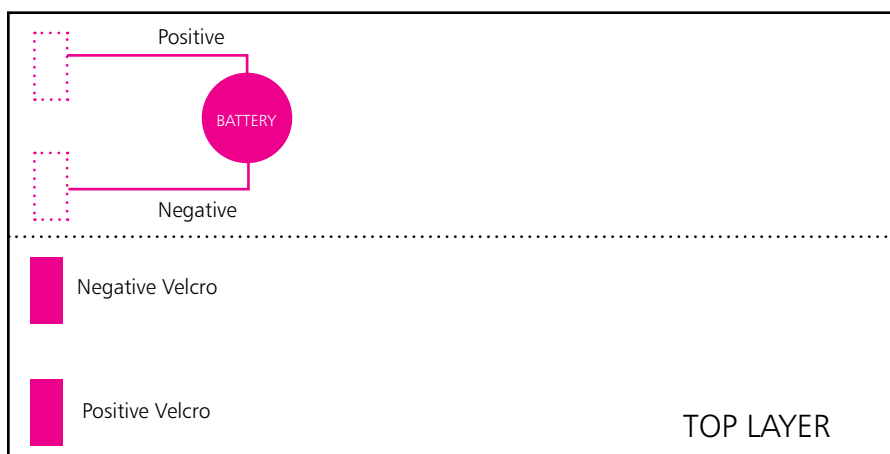 Positive
BATTERY
Negative
Negative Velcro
Positive Velcro
TOP LAYER